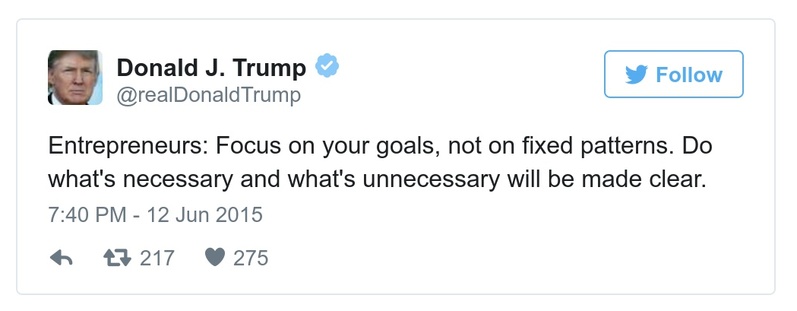 Donald J. Trump
@realDonaldTrump
Follow
Entrepreneurs: Focus on your goals, not on fixed patterns. Do
what's necessary and what's unnecessary will be made clear.
7:40 PM - 12 Jun 2015
217 275